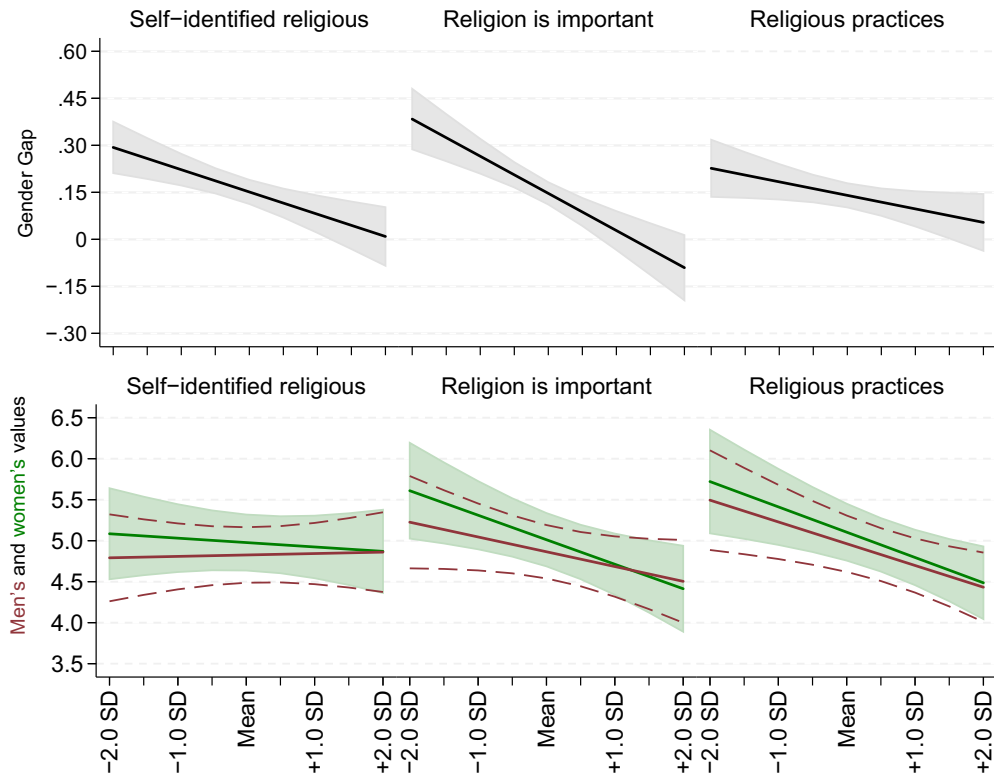 Self−identified religious
Religion is important
Religious practices
Gender Gap
.60
.45
.30
.15
0
−.15
−.30
Self−identified religious
Religion is important
Religious practices
Men's and women's values
6.5
6.0
5.5
5.0
4.5
4.0
3.5
−2.0 SD
−1.0 SD
Mean
+1.0 SD
+2.0 SD
−2.0 SD
−1.0 SD
Mean
+1.0 SD
+2.0 SD
−2.0 SD
−1.0 SD
Mean
+1.0 SD
+2.0 SD